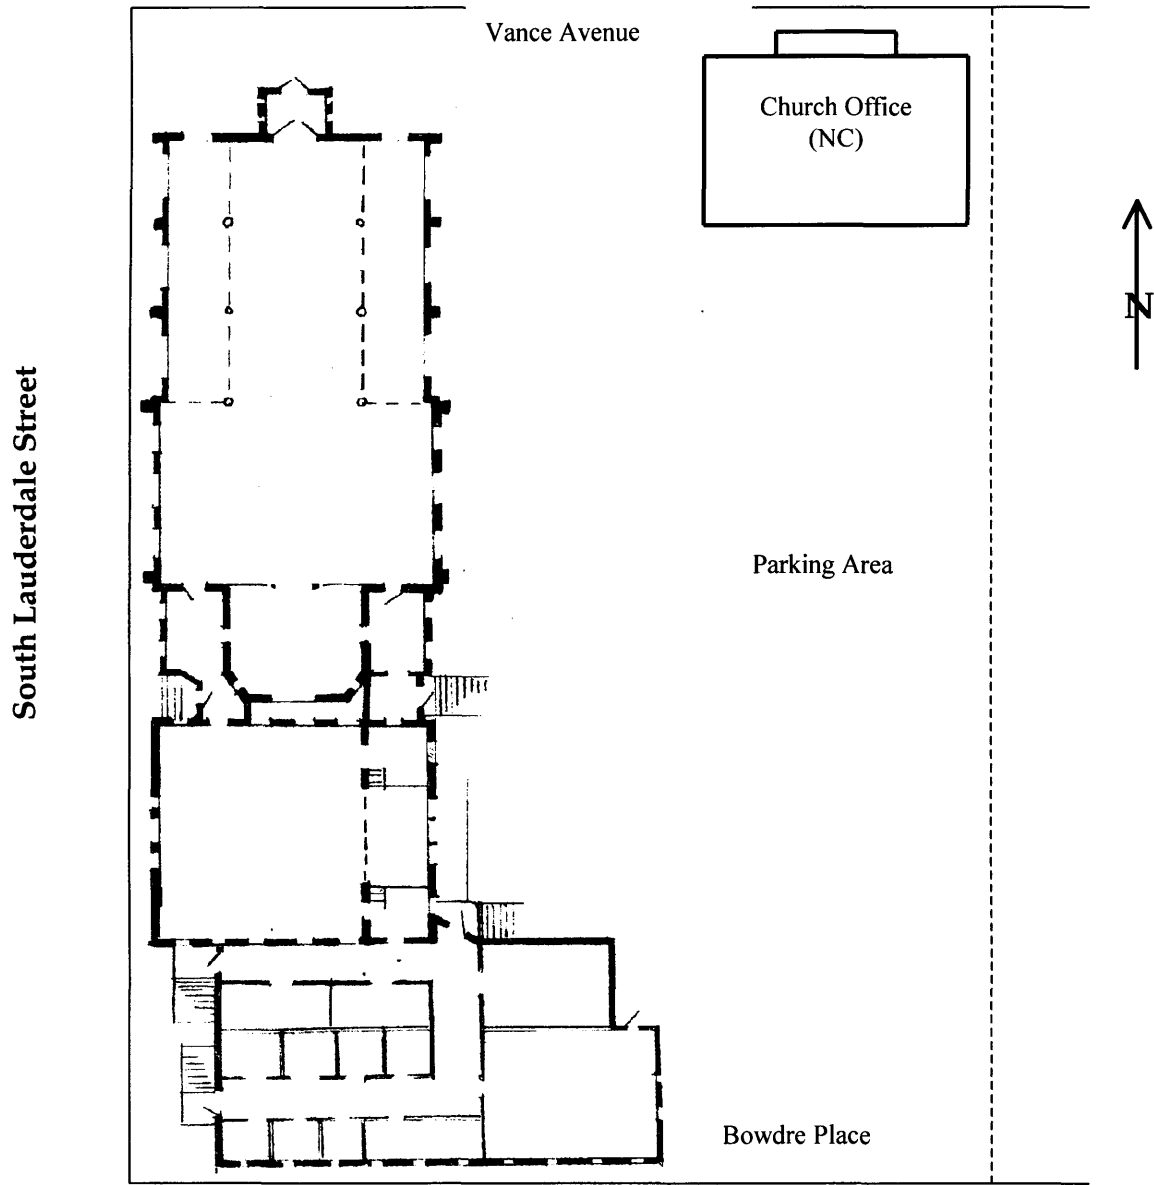 Vance Avenue
Church Office
(NC)
N
South Lauderdale Street
Parking Area
Bowdre Place